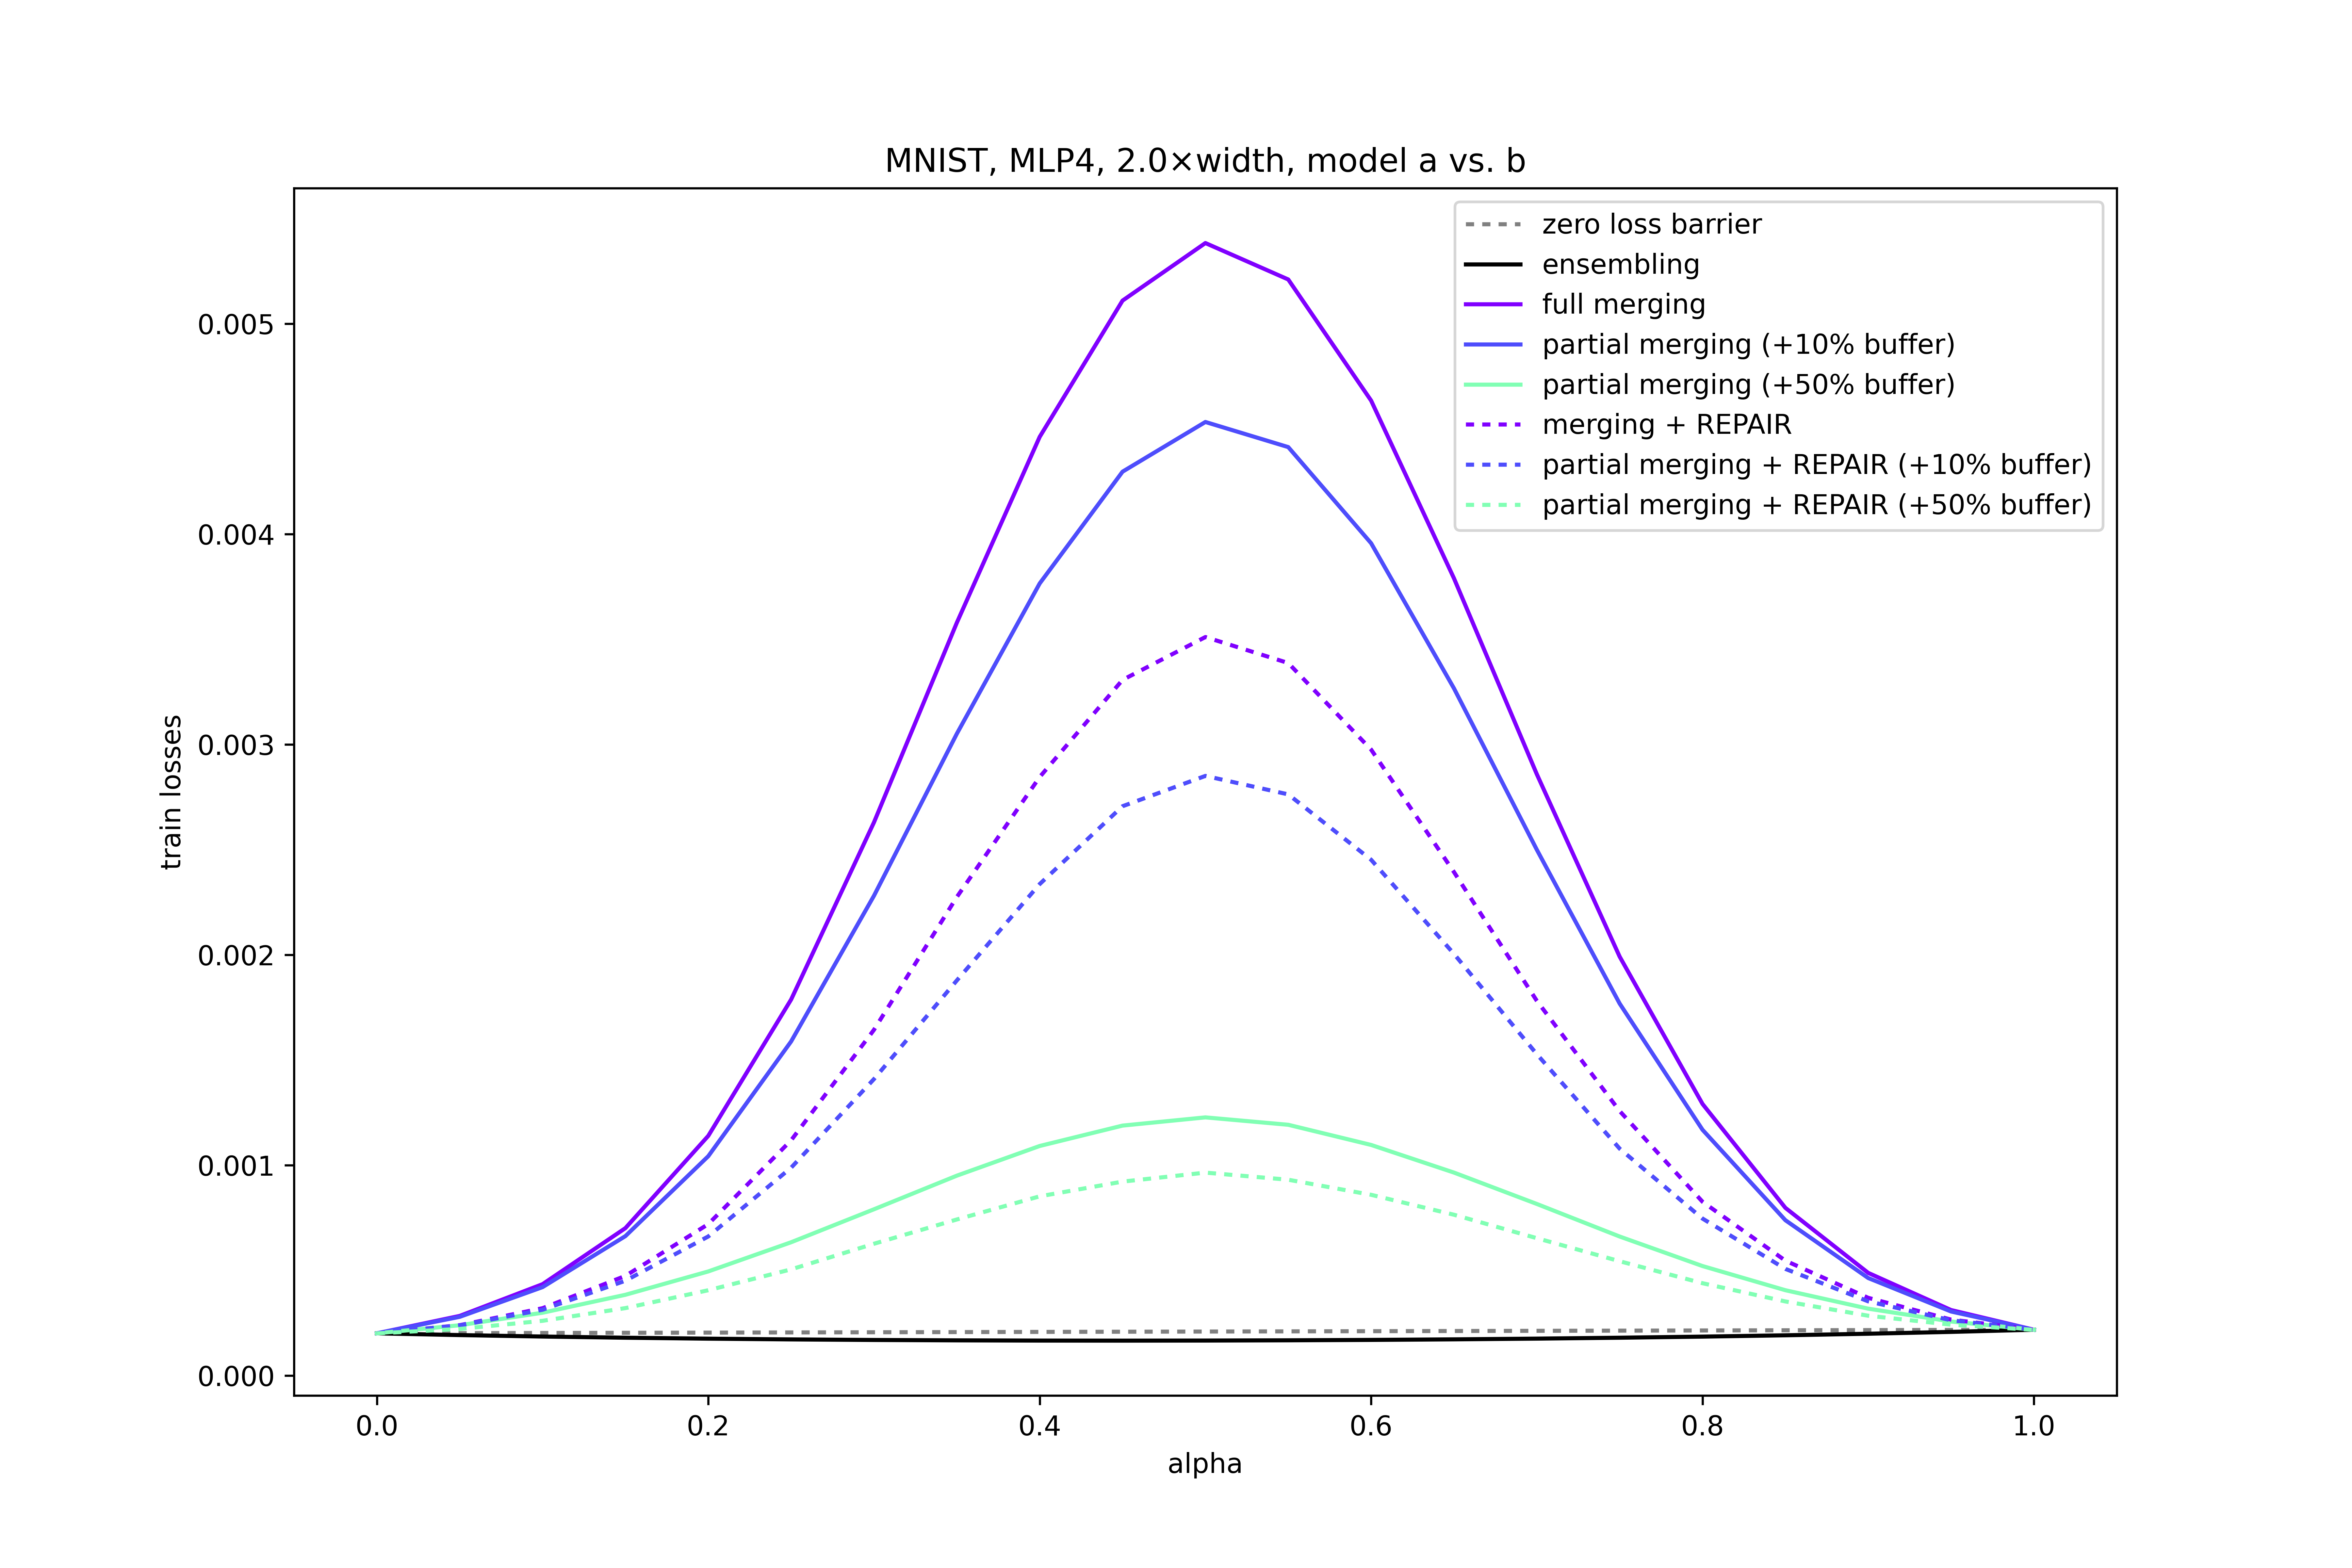 MNIST, MLP4, 2.0×width, model a vs. b
zero loss barrier
ensembling
full merging
partial merging (+10% buffer)
partial merging (+50% buffer)
merging + REPAIR
partial merging + REPAIR (+10% buffer)
partial merging + REPAIR (+50% buffer)
train losses
0.005
0.004
0.003
0.002
0.001
0.000
0.0 0.2 0.4 0.6 0.8 1.0
alpha